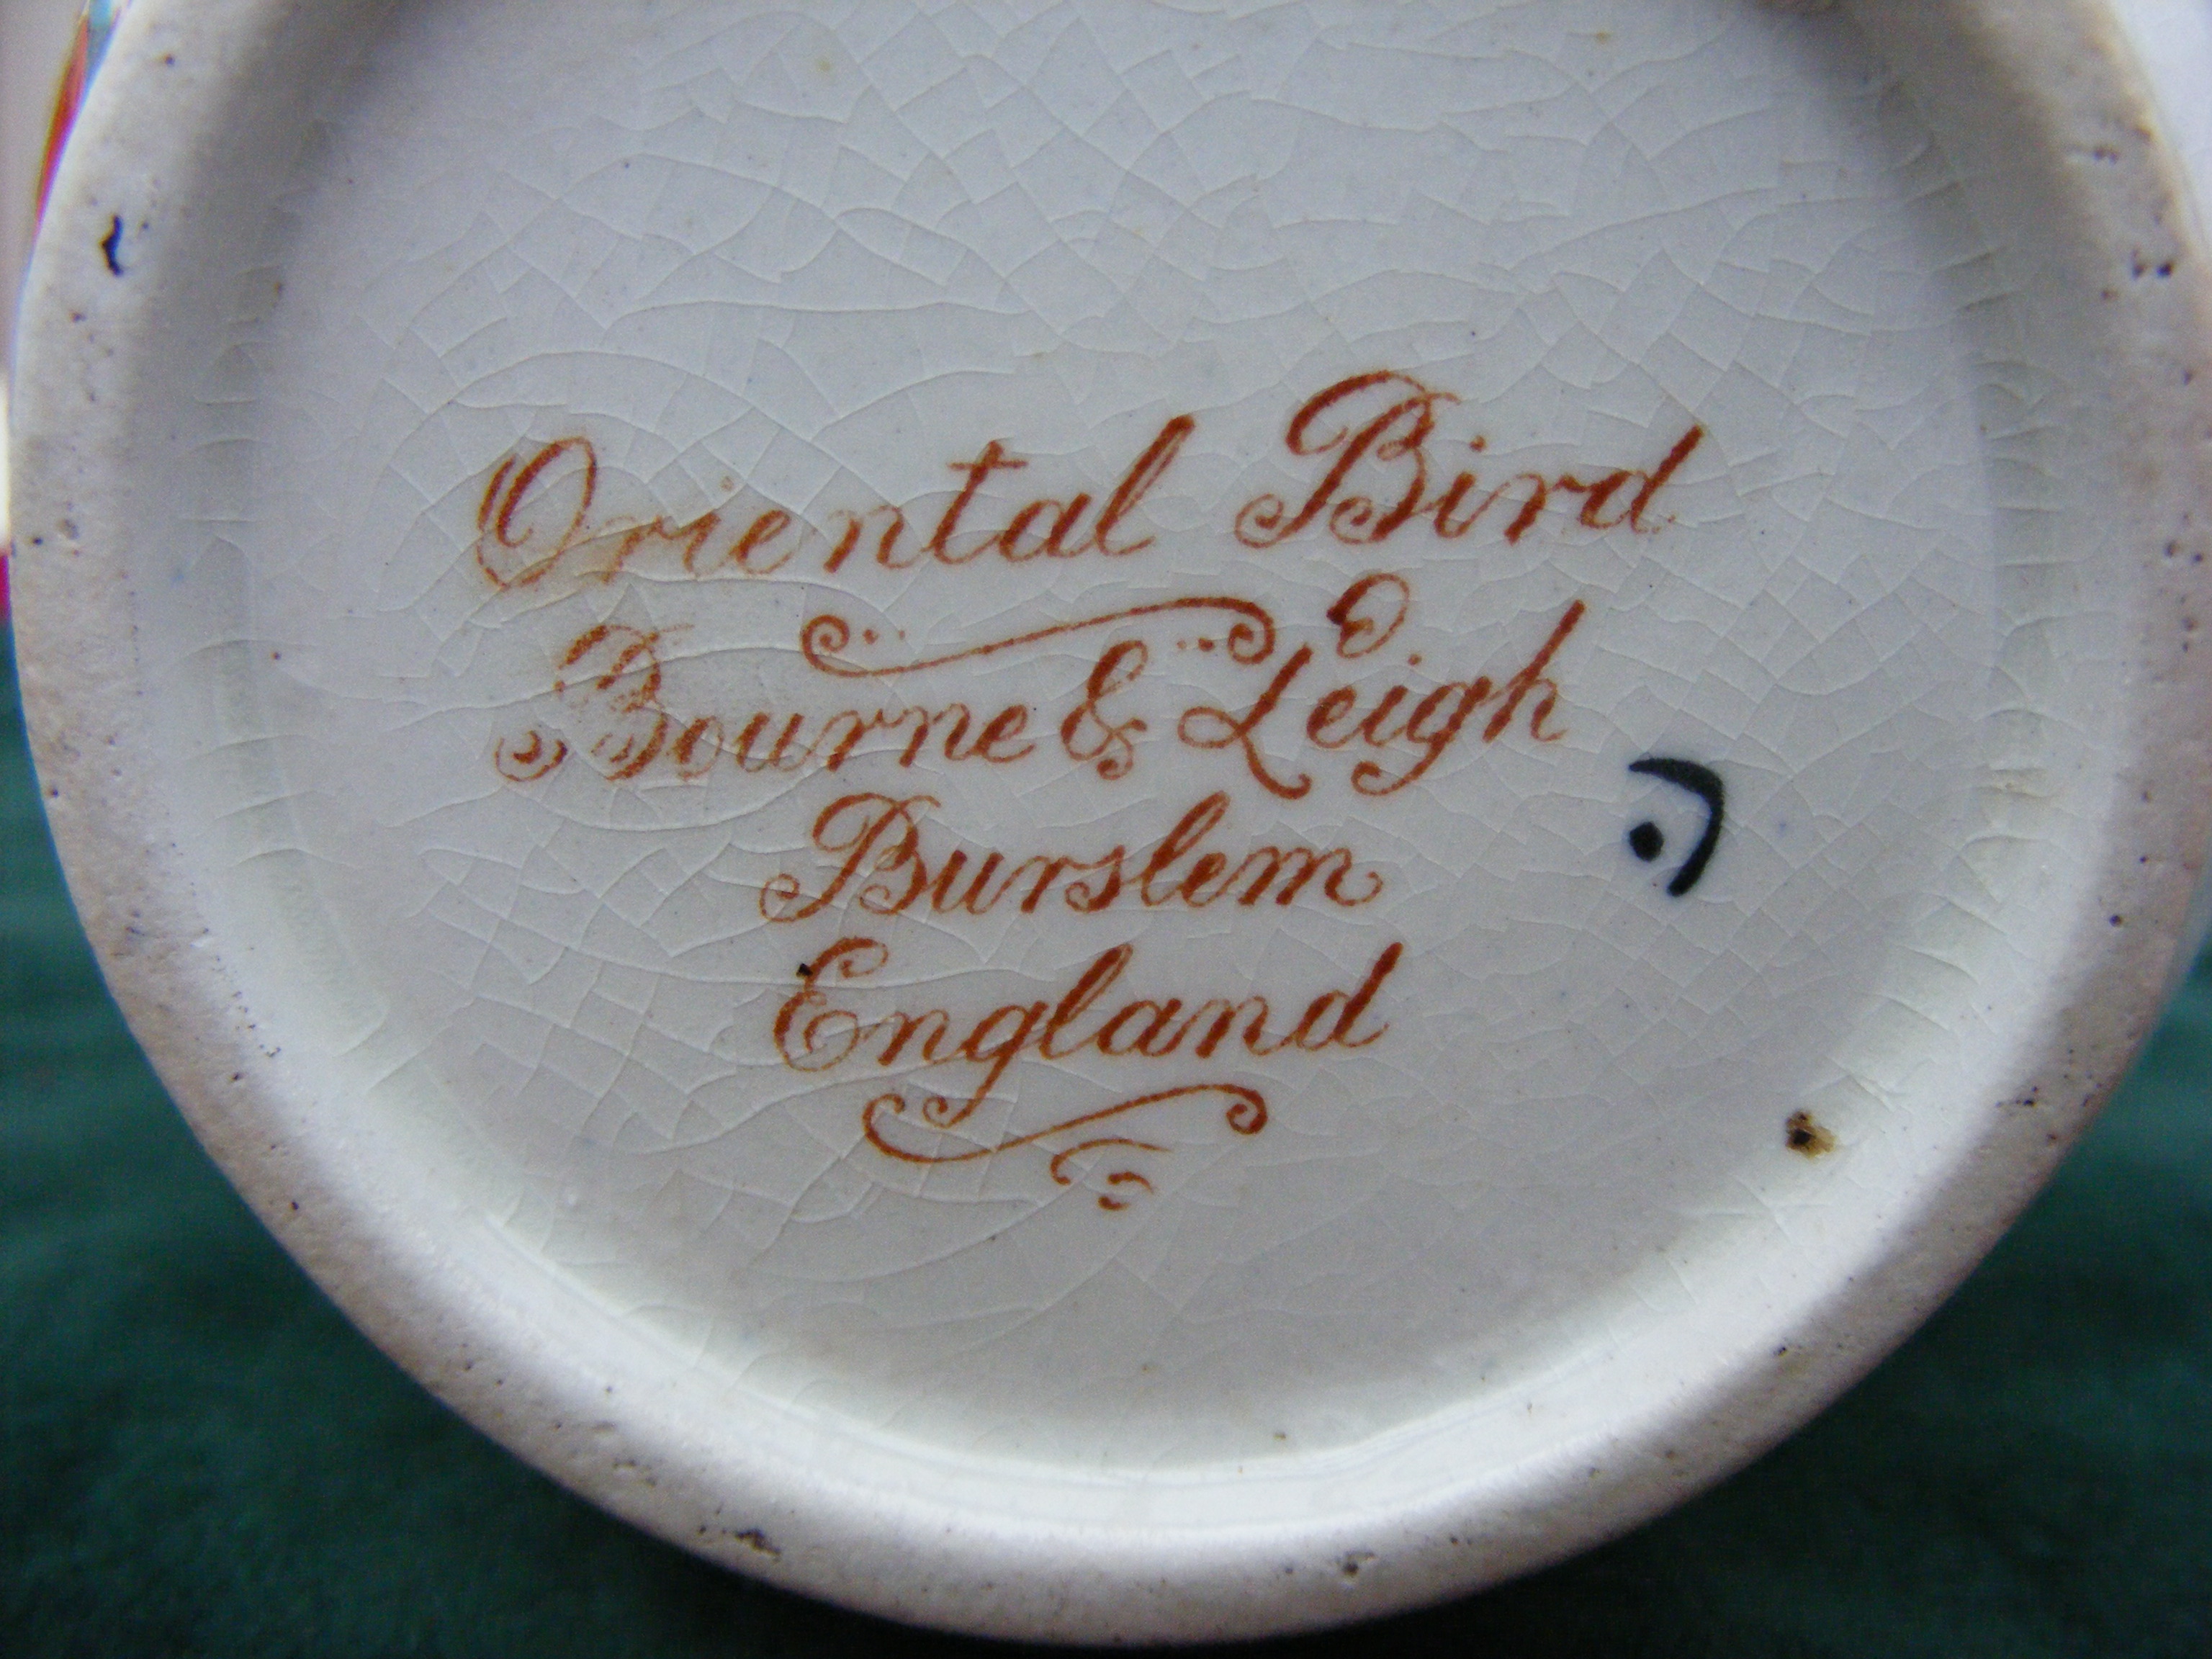 Oriental Bird
Bourne & Leigh
Burslem
England